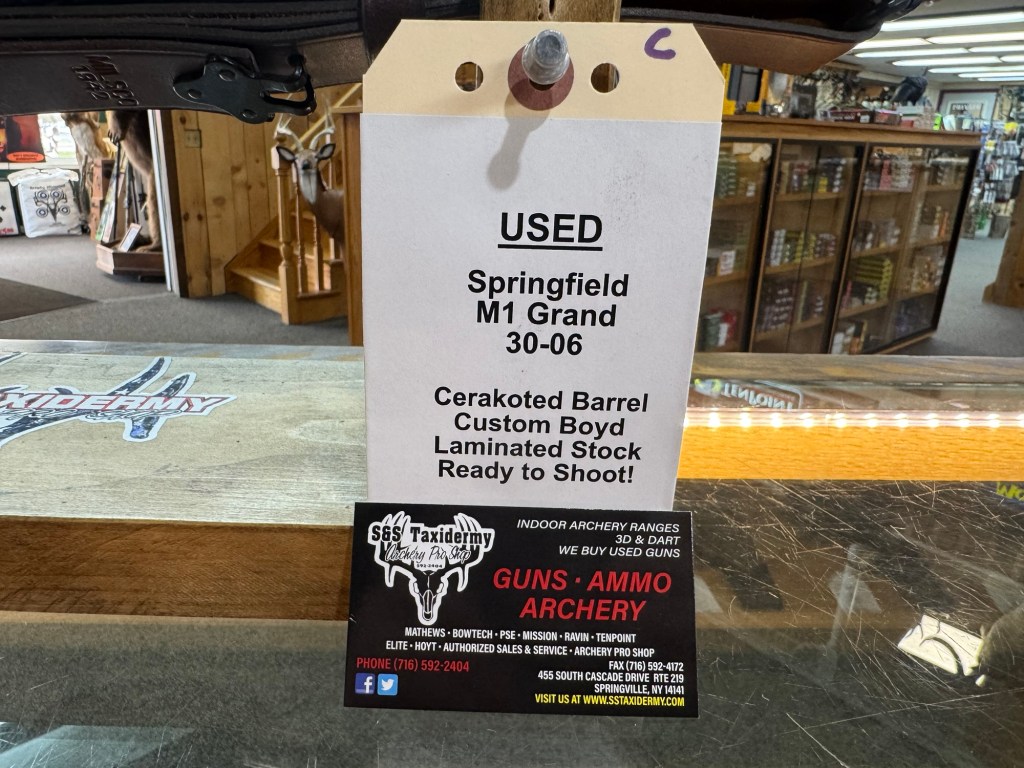 C
USED
Springfield
M1 Grand
30-06
Cerakoted Barrel
Custom Boyd
Laminated Stock
Ready to Shoot!
TENPOINT
S&S Taxidermy
Archery Pro Shop
592-2404
INDOOR ARCHERY RANGES
3D & DART
WE BUY USED GUNS
GUNS · AMMO
ARCHERY
MATHEWS · BOWTECH · PSE · MISSION · RAVIN · TENPOINT
ELITE · HOYT · AUTHORIZED SALES & SERVICE · ARCHERY PRO SHOP
PHONE (716) 592-2404
FAX (716) 592-4172
455 SOUTH CASCADE DRIVE RTE 219
SPRINGVILLE, NY 14141
VISIT US AT WWW.SSTAXIDERMY.COM